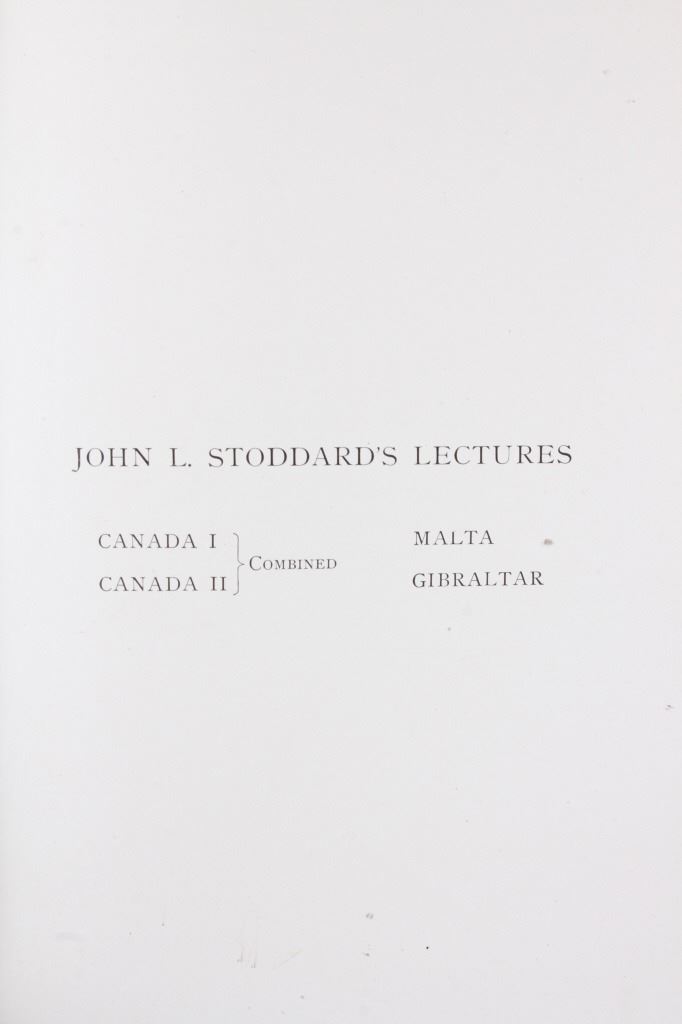 JOHN L. STODDARD'S LECTURES
CANADA I
CANADA II
} COMBINED
MALTA
GIBRALTAR